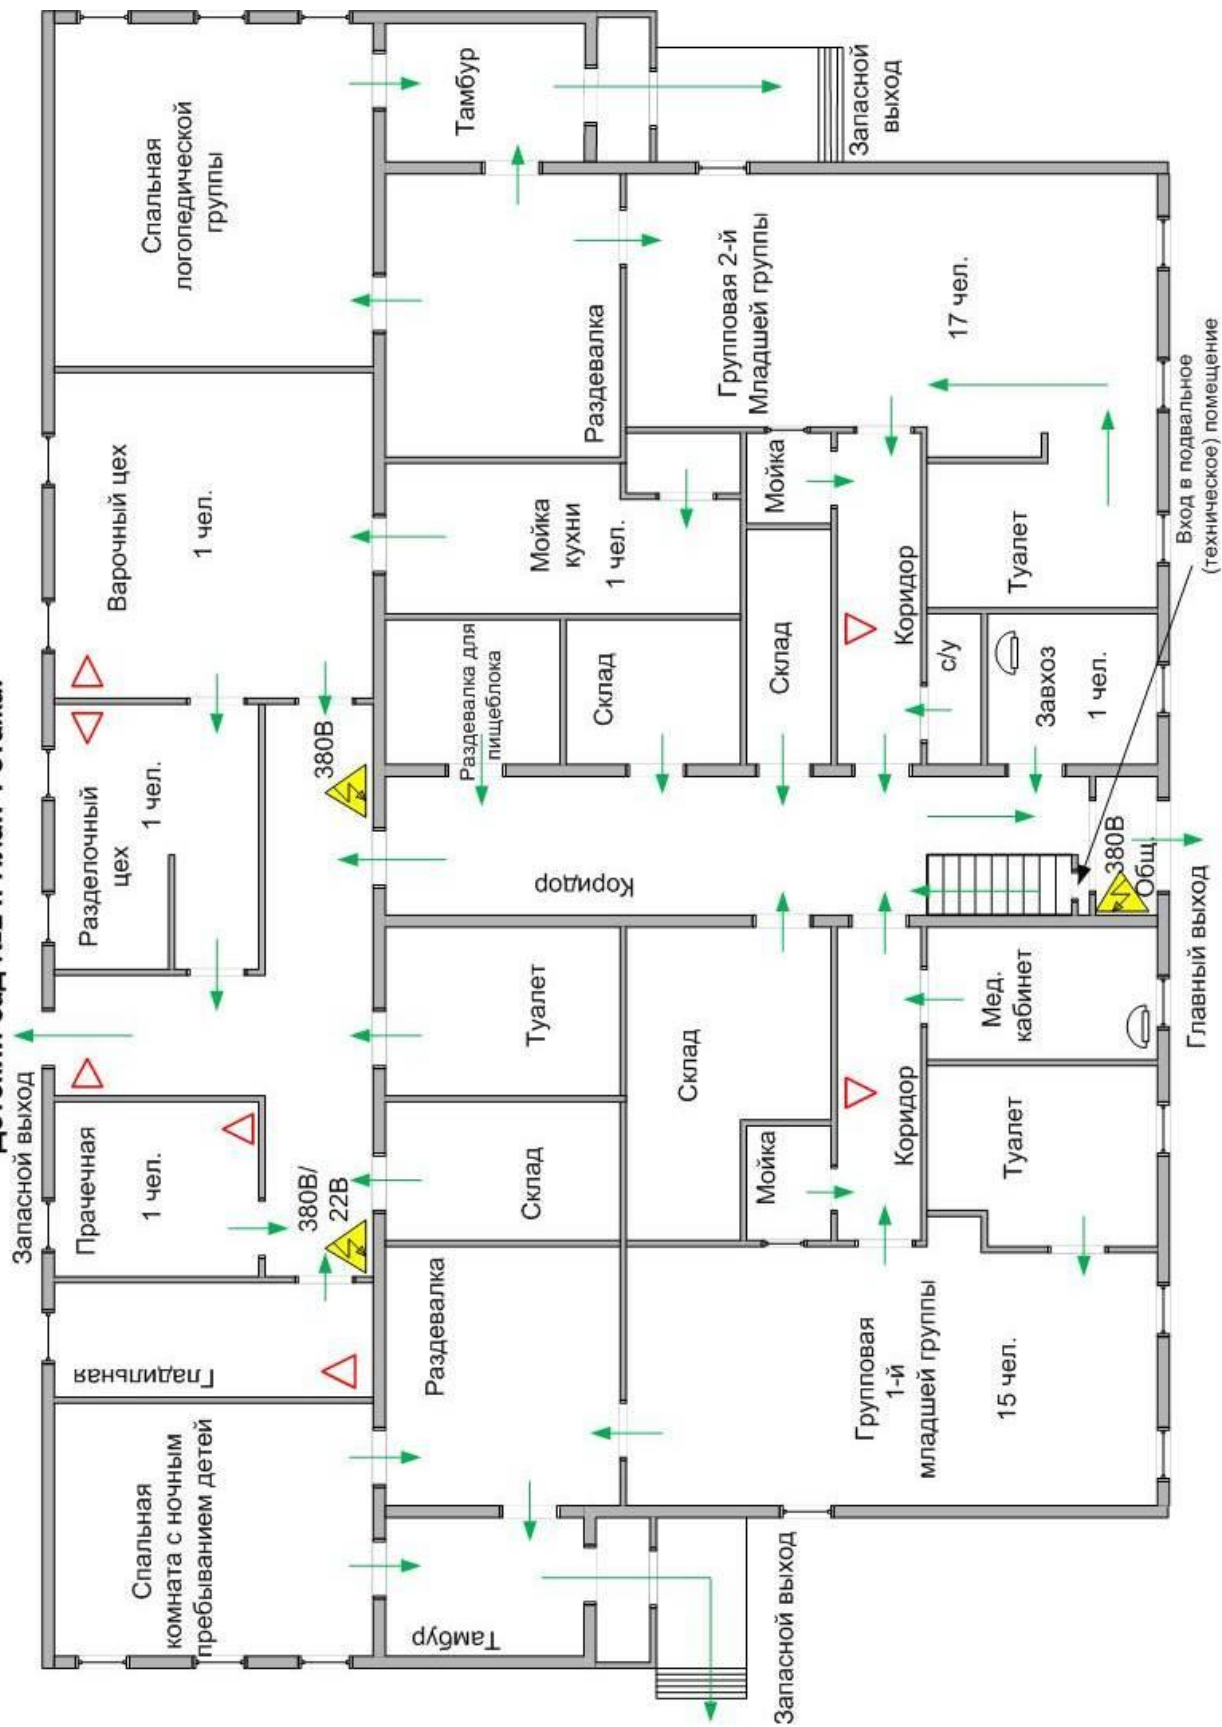 Запасной выход
Спальная
комната с ночным
пребыванием детей
Гладильная
Прачечная
1 чел.
380В/
22В
Разделочный
цех
1 чел.
380В
Варочный цех
1 чел.
Спальная
логопедической
группы
Тамбур
Раздевалка
Склад
Туалет
Коридор
Раздевалка для
пищеблока
Склад
Мойка
кухни
1 чел.
Раздевалка
Тамбур
Запасной выход
Групповая
1-й
младшей группы
15 чел.
Мойка
Склад
Коридор
Туалет
Мед.
кабинет
Склад
Мойка
Коридор
с/у
Завхоз
1 чел.
Туалет
Групповая 2-й
Младшей группы
17 чел.
Запасной
выход
380В
Общ.
Главный выход
Вход в подвальное
(техническое) помещение